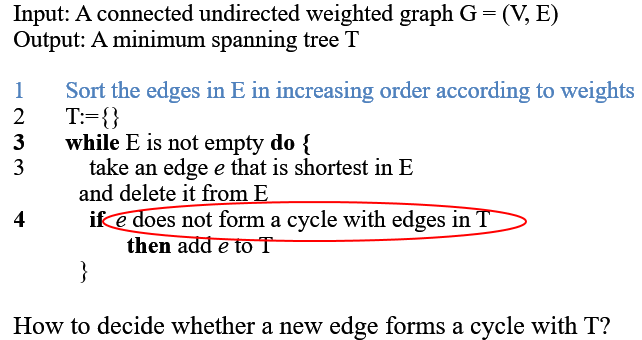 Input: A connected undirected weighted graph G = (V, E)
Output: A minimum spanning tree T
1 Sort the edges in E in increasing order according to weights
2 T:={}
3 while E is not empty do {
3 take an edge e that is shortest in E
and delete it from E
4 if e does not form a cycle with edges in T
then add e to T
}
How to decide whether a new edge forms a cycle with T?